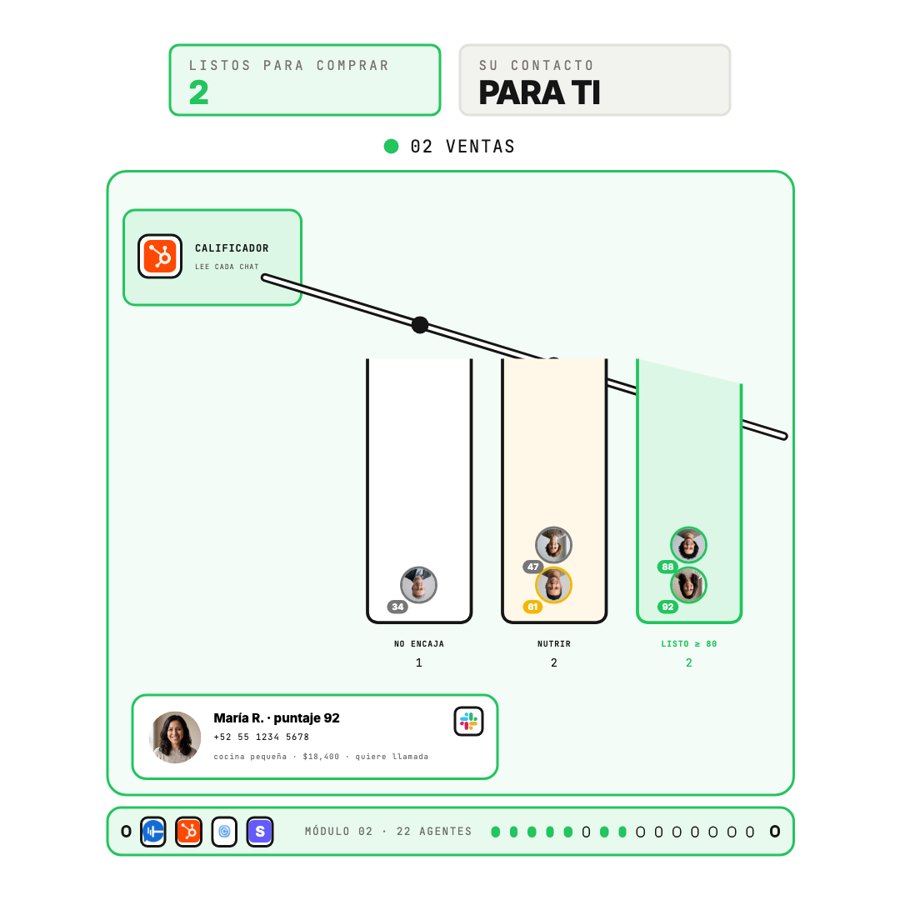 LISTOS PARA COMPRAR
2
SU CONTACTO
PARA TI
02 VENTAS
CALIFICADOR
LEE CADA CHAT
47
88
34
61
92
NO ENCAJA
NUTRIR
LISTO ≥ 80
1
2
2
María R. · puntaje 92
+52 55 1234 5678
cocina pequeña · $18,400 · quiere llamada
S
MÓDULO 02 · 22 AGENTES